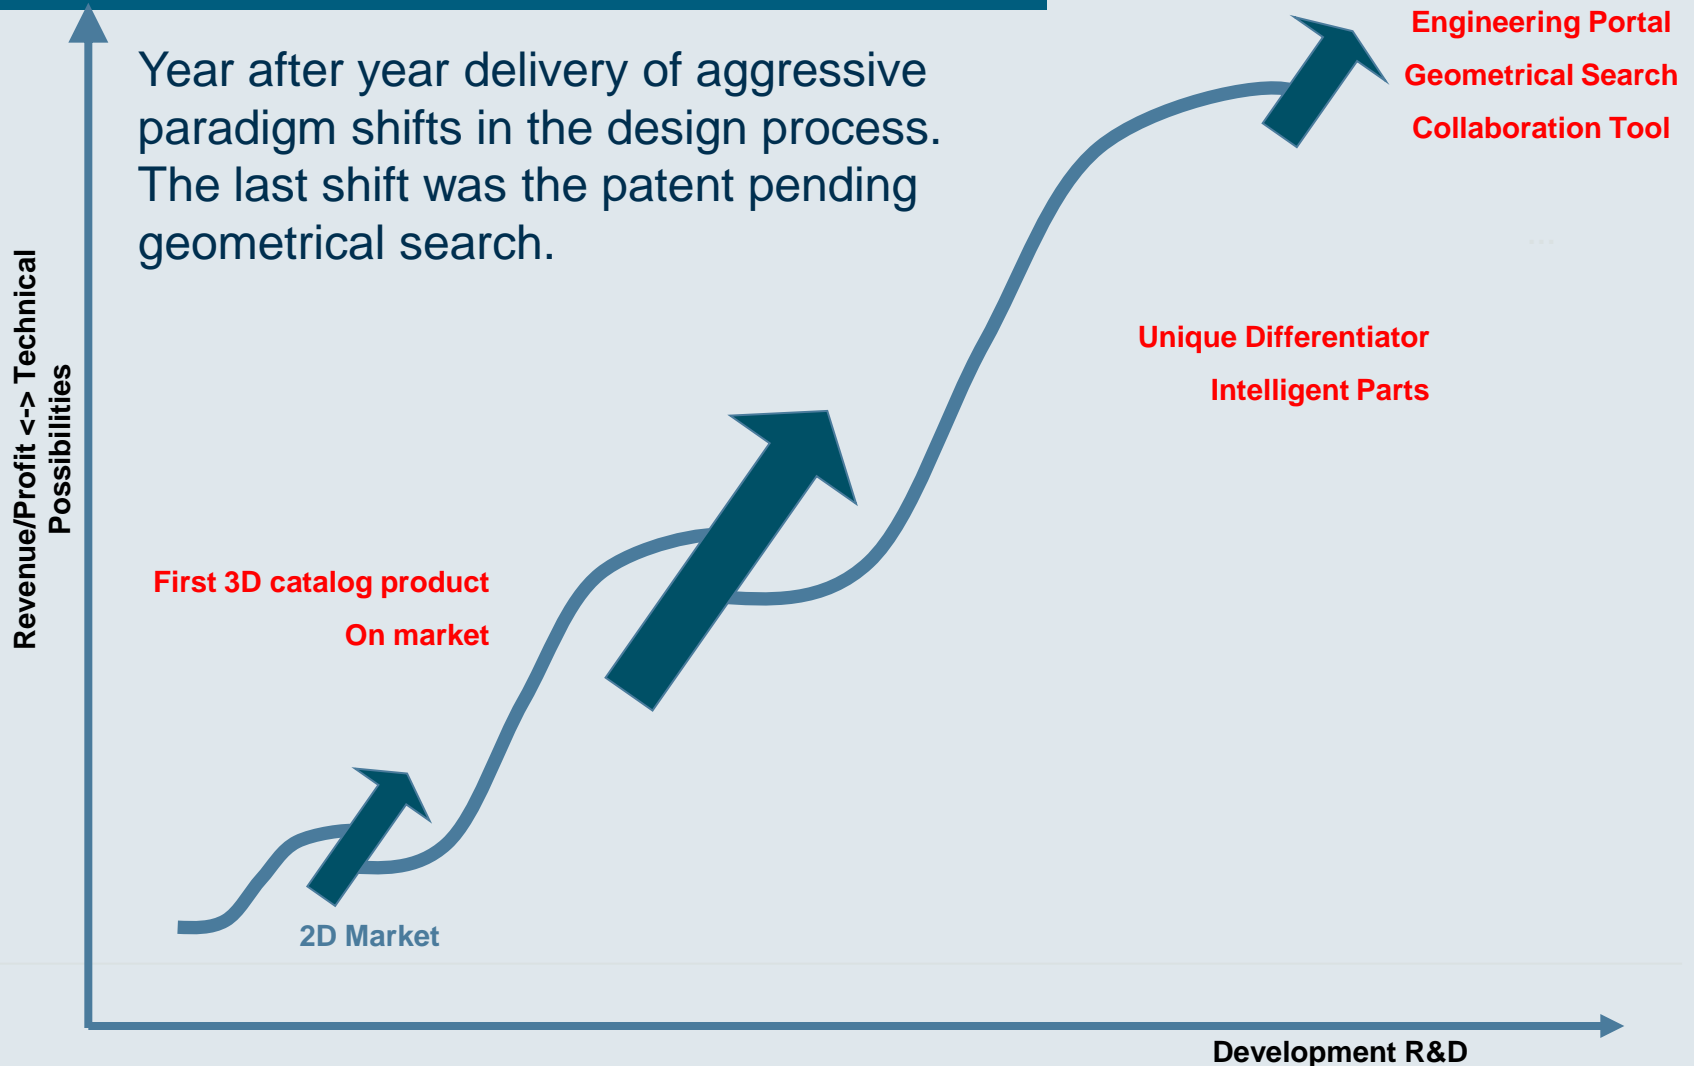 Engineering Portal
Geometrical Search
Collaboration Tool
Year after year delivery of aggressive
paradigm shifts in the design process.
The last shift was the patent pending
geometrical search.
...
Revenue/Profit <-> Technical
Possibilities
Unique Differentiator
Intelligent Parts
First 3D catalog product
On market
2D Market
Development R&D